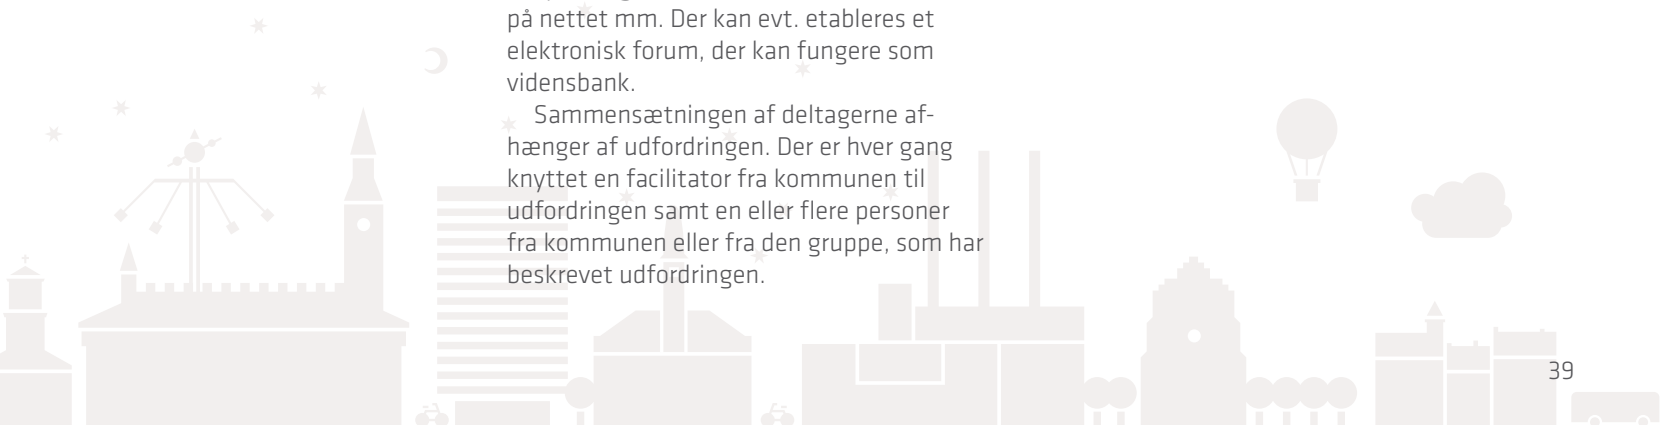 på nettet mm. Der kan evt. etableres et
elektronisk forum, der kan fungere som
vidensbank.
Sammensætningen af deltagerne af-
hænger af udfordringen. Der er hver gang
knyttet en facilitator fra kommunen til
udfordringen samt en eller flere personer
fra kommunen eller fra den gruppe, som har
beskrevet udfordringen.
39